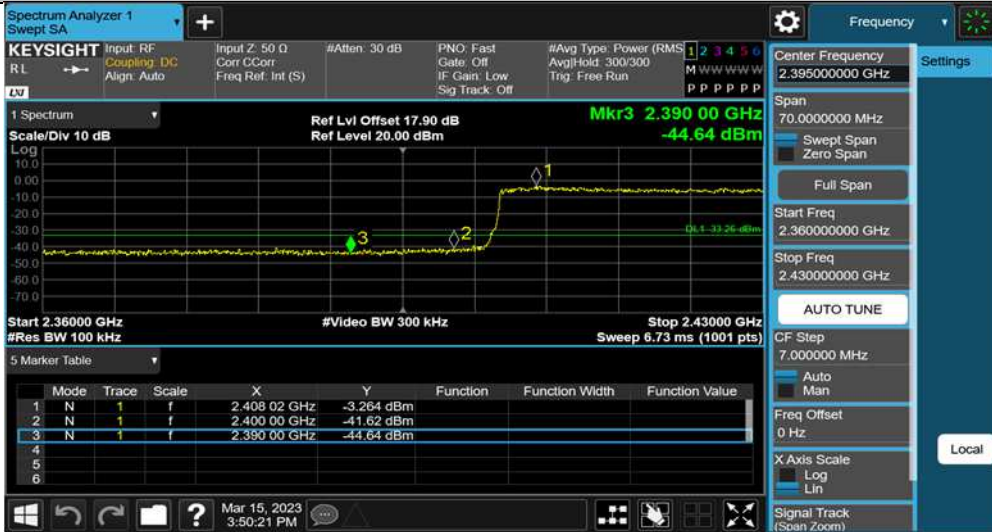 Spectrum Analyzer 1
Swept SA
+
Frequency
KEYSIGHT
RL
LXI
Input: RF
Coupling: DC
Align: Auto
Input Z: 50 Ω
Corr CCorr
Freq Ref: Int (S)
#Atten: 30 dB
PNO: Fast
Gate: Off
IF Gain: Low
Sig Track: Off
#Avg Type: Power (RMS
Avg|Hold: 300/300
Trig: Free Run
1 2 3 4 5 6
M W W W W W
P P P P P P
1 Spectrum
Scale/Div 10 dB
Ref Lvl Offset 17.90 dB
Ref Level 20.00 dBm
Mkr3 2.390 00 GHz
-44.64 dBm
Log
10.0
0.00
-10.0
-20.0
-30.0
-40.0
-50.0
-60.0
-70.0
1
2
3
DL1 -33.26 dBm
Start 2.36000 GHz
#Res BW 100 kHz
#Video BW 300 kHz
Stop 2.43000 GHz
Sweep 6.73 ms (1001 pts)
5 Marker Table
Mode Trace Scale X Y Function Function Width Function Value
1 N 1 f 2.408 02 GHz -3.264 dBm
2 N 1 f 2.400 00 GHz -41.62 dBm
3 N 1 f 2.390 00 GHz -44.64 dBm
4
5
6
?
Mar 15, 2023
3:50:21 PM
Center Frequency
2.395000000 GHz
Settings
Span
70.0000000 MHz
Swept Span
Zero Span
Full Span
Start Freq
2.360000000 GHz
Stop Freq
2.430000000 GHz
AUTO TUNE
CF Step
7.000000 MHz
Auto
Man
Freq Offset
0 Hz
Local
X Axis Scale
Log
Lin
Signal Track
(Span Zoom)